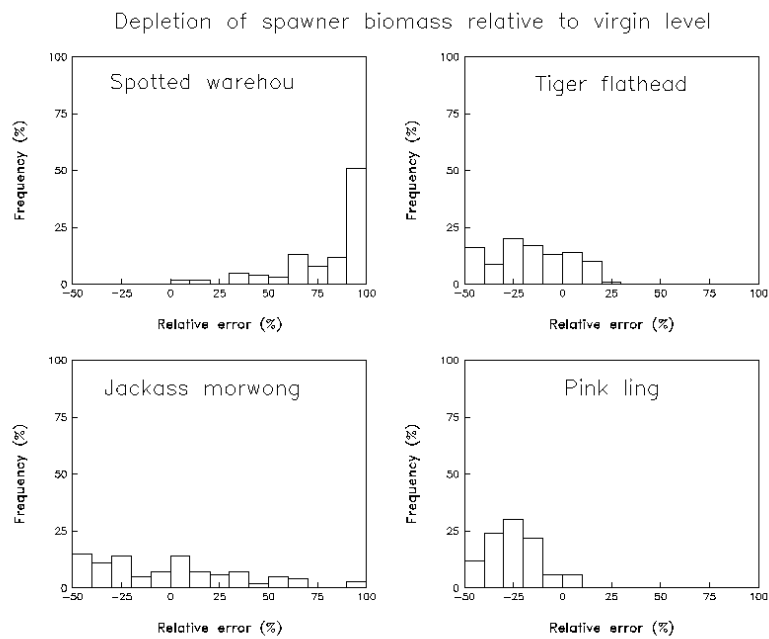 Depletion of spawner biomass relative to virgin level
Spotted warehou
Frequency (%)
100
75
50
25
0
−50 −25 0 25 50 75 100
Relative error (%)
Tiger flathead
Frequency (%)
100
75
50
25
0
−50 −25 0 25 50 75 100
Relative error (%)
Jackass morwong
Frequency (%)
100
75
50
25
0
−50 −25 0 25 50 75 100
Relative error (%)
Pink ling
Frequency (%)
100
75
50
25
0
−50 −25 0 25 50 75 100
Relative error (%)